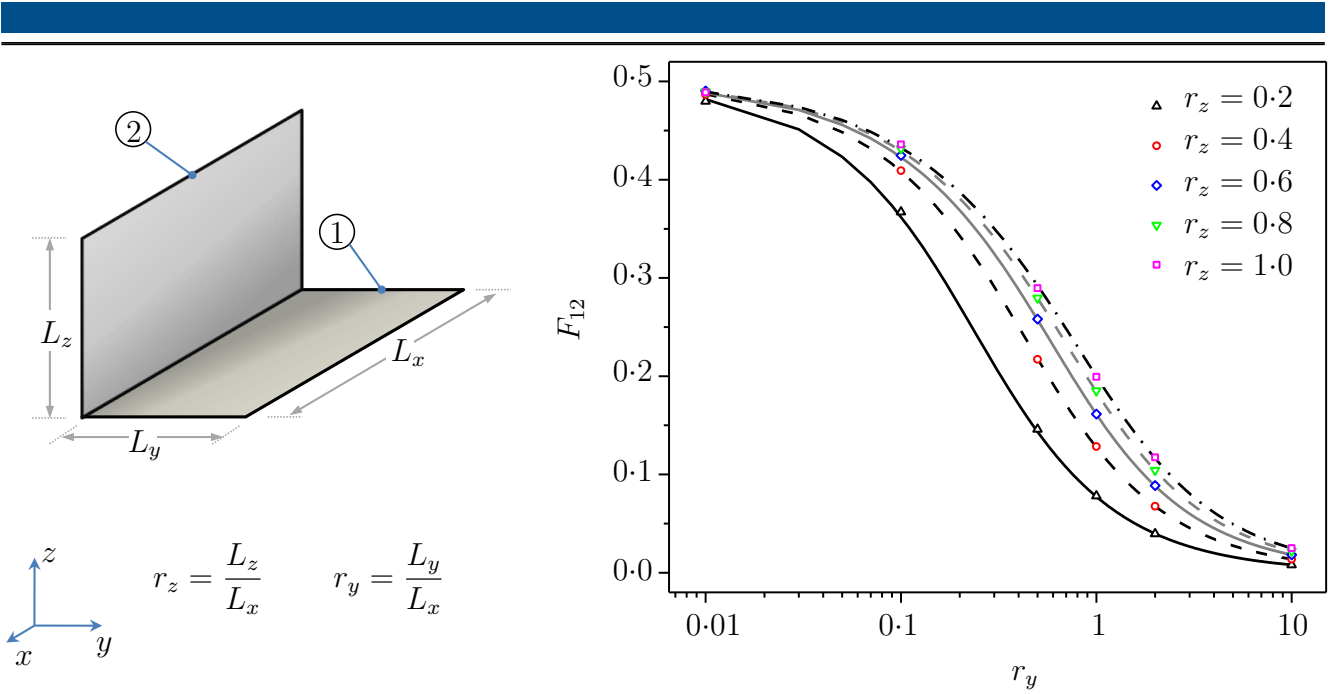 ②
①
L_z
L_x
L_y
z
y
x
r_z = L_z / L_x
r_y = L_y / L_x
F_12
0·5
0·4
0·3
0·2
0·1
0·0
0·01 0·1 1 10
r_y
r_z = 0·2
r_z = 0·4
r_z = 0·6
r_z = 0·8
r_z = 1·0